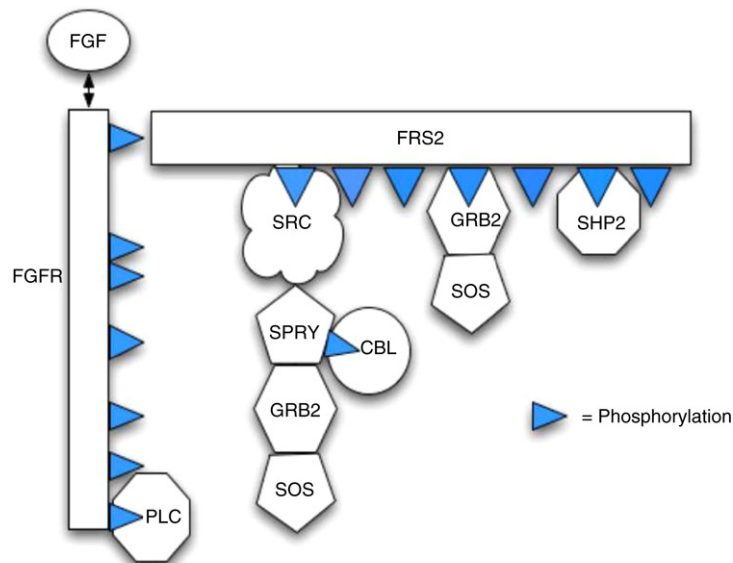 FGF
FRS2
SRC
GRB2
SHP2
FGFR
SOS
SPRY
CBL
GRB2
= Phosphorylation
SOS
PLC